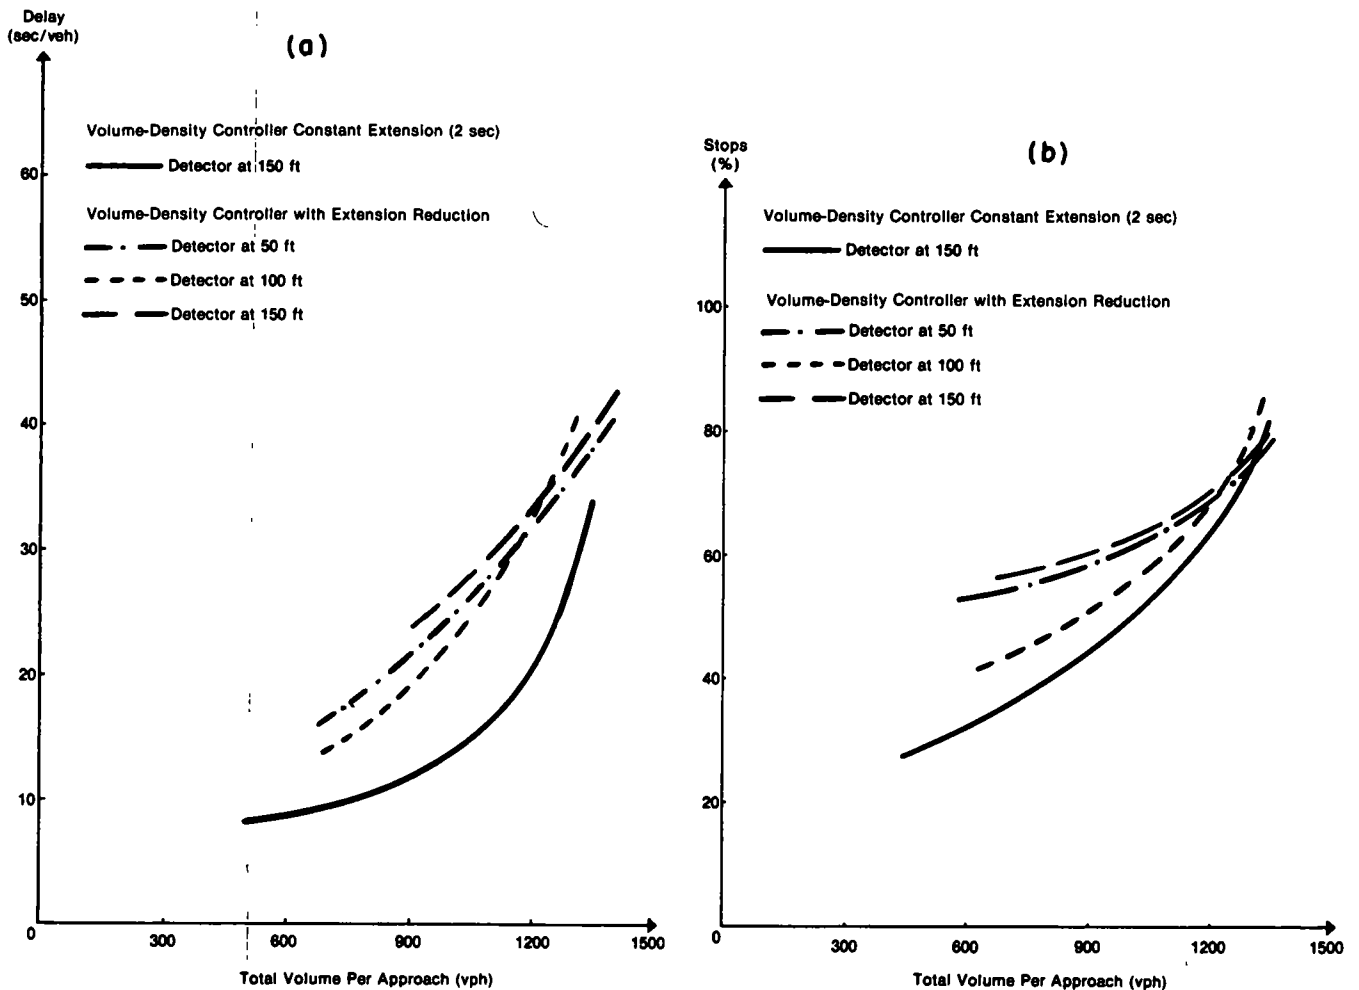 Delay
(sec/veh)
(a)
Volume-Density Controller Constant Extension (2 sec)
Detector at 150 ft
Volume-Density Controller with Extension Reduction
Detector at 50 ft
Detector at 100 ft
Detector at 150 ft
60
50
40
30
20
10
0
300
600
900
1200
1500
Total Volume Per Approach (vph)
Stops
(%)
(b)
Volume-Density Controller Constant Extension (2 sec)
Detector at 150 ft
Volume-Density Controller with Extension Reduction
Detector at 50 ft
Detector at 100 ft
Detector at 150 ft
100
80
60
40
20
0
300
600
900
1200
1500
Total Volume Per Approach (vph)